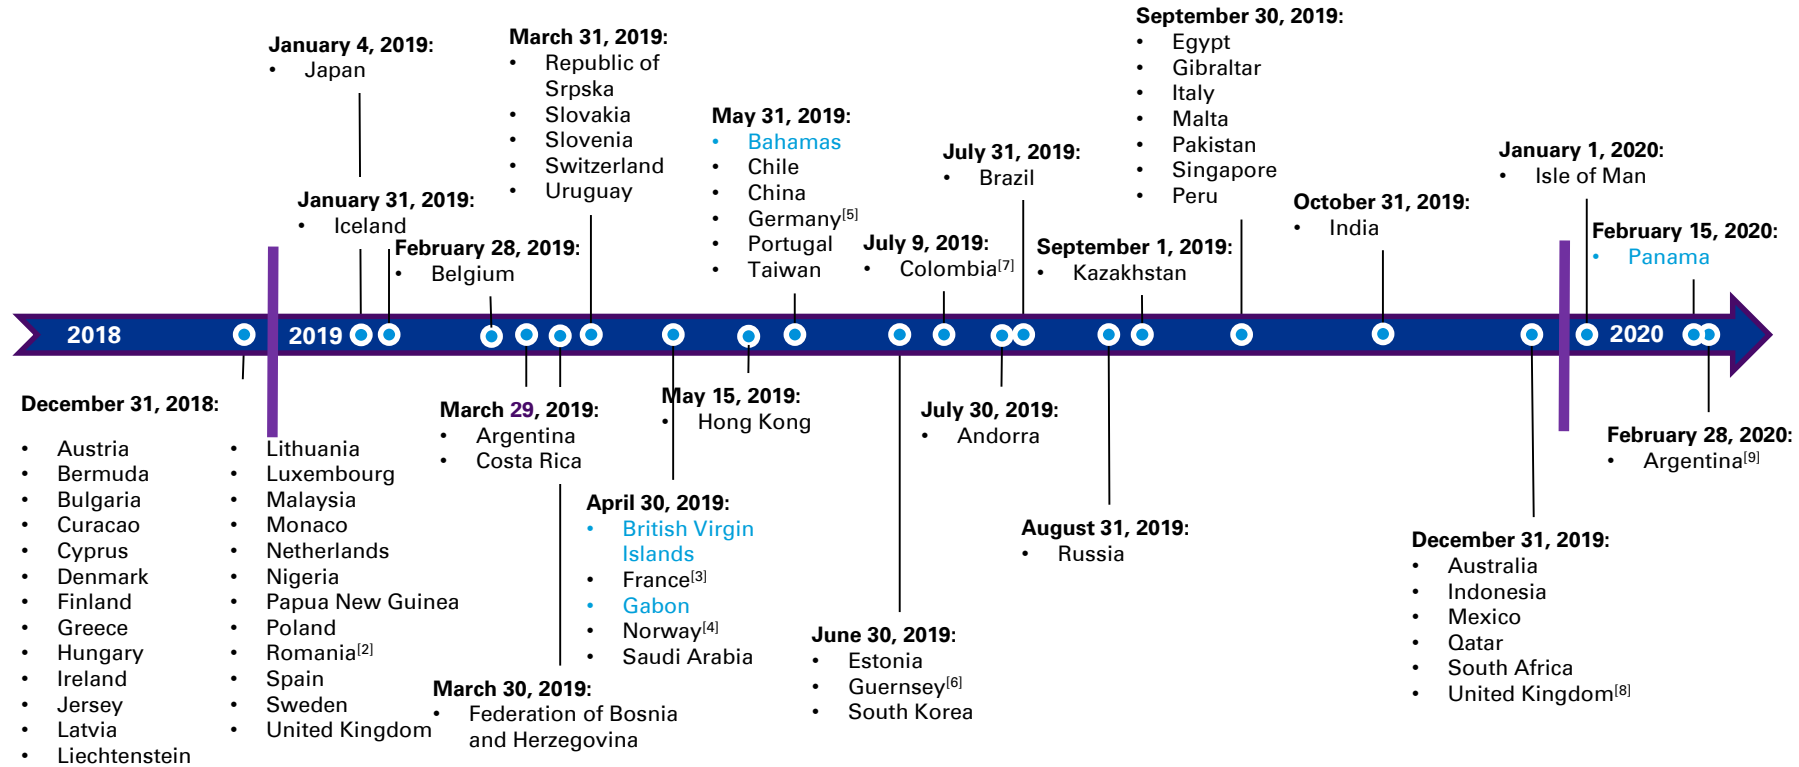 January 4, 2019:
• Japan
January 31, 2019:
• Iceland
February 28, 2019:
• Belgium
March 31, 2019:
• Republic of
Srpska
• Slovakia
• Slovenia
• Switzerland
• Uruguay
May 31, 2019:
• Bahamas
• Chile
• China
• Germany[5]
• Portugal
• Taiwan
July 9, 2019:
• Colombia[7]
July 31, 2019:
• Brazil
September 1, 2019:
• Kazakhstan
September 30, 2019:
• Egypt
• Gibraltar
• Italy
• Malta
• Pakistan
• Singapore
• Peru
October 31, 2019:
• India
January 1, 2020:
• Isle of Man
February 15, 2020:
• Panama
2018
2019
2020
December 31, 2018:
• Austria
• Bermuda
• Bulgaria
• Curacao
• Cyprus
• Denmark
• Finland
• Greece
• Hungary
• Ireland
• Jersey
• Latvia
• Liechtenstein
• Lithuania
• Luxembourg
• Malaysia
• Monaco
• Netherlands
• Nigeria
• Papua New Guinea
• Poland
• Romania[2]
• Spain
• Sweden
• United Kingdom
March 29, 2019:
• Argentina
• Costa Rica
March 30, 2019:
• Federation of Bosnia
and Herzegovina
April 30, 2019:
• British Virgin
Islands
• France[3]
• Gabon
• Norway[4]
• Saudi Arabia
May 15, 2019:
• Hong Kong
June 30, 2019:
• Estonia
• Guernsey[6]
• South Korea
July 30, 2019:
• Andorra
August 31, 2019:
• Russia
December 31, 2019:
• Australia
• Indonesia
• Mexico
• Qatar
• South Africa
• United Kingdom[8]
February 28, 2020:
• Argentina[9]